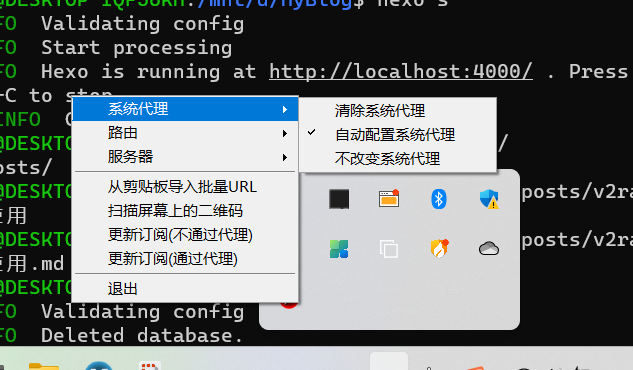 /mnt/d/HyBlog$ hexo s
FO Validating config
FO Start processing
FO Hexo is running at http://localhost:4000/ . Press
-C to stop
INFO
系统代理
路由
服务器
从剪贴板导入批量URL
扫描屏幕上的二维码
更新订阅(不通过代理)
更新订阅(通过代理)
退出
清除系统代理
自动配置系统代理
不改变系统代理
@DESKTO
osts/
@DESKTO posts/v2ra
使用
@DESKTO posts/v2ra
使用.md
@DESKTO
FO Validating config
FO Deleted database.